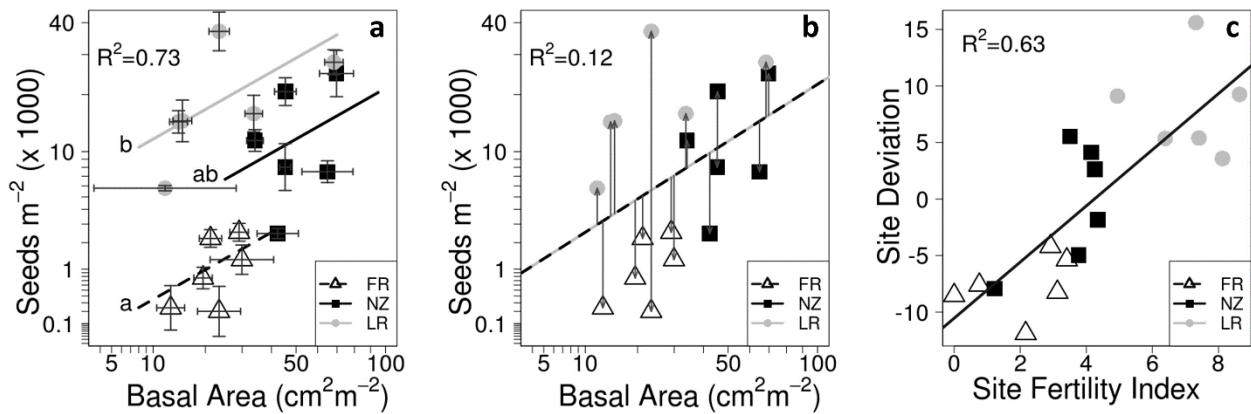 a
R²=0.73
b
ab
a
40
10
1
0.1
Seeds m⁻² (x 1000)
5 10 50 100
Basal Area (cm²m⁻²)
FR
NZ
LR
b
R²=0.12
40
10
1
0.1
Seeds m⁻² (x 1000)
5 10 50 100
Basal Area (cm²m⁻²)
FR
NZ
LR
c
R²=0.63
15
10
5
0
-5
-10
Site Deviation
0 2 4 6 8
Site Fertility Index
FR
NZ
LR